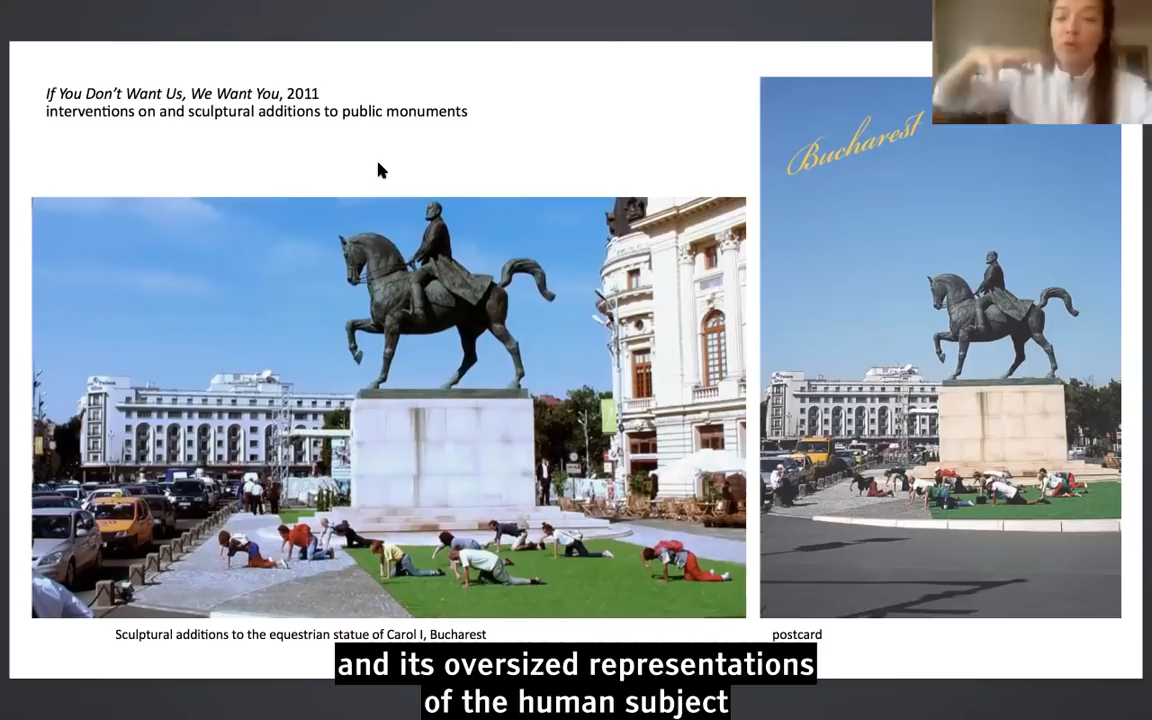 If You Don't Want Us, We Want You, 2011
interventions on and sculptural additions to public monuments
Bucharest
Sculptural additions to the equestrian statue of Carol I, Bucharest
postcard
and its oversized representations
of the human subject